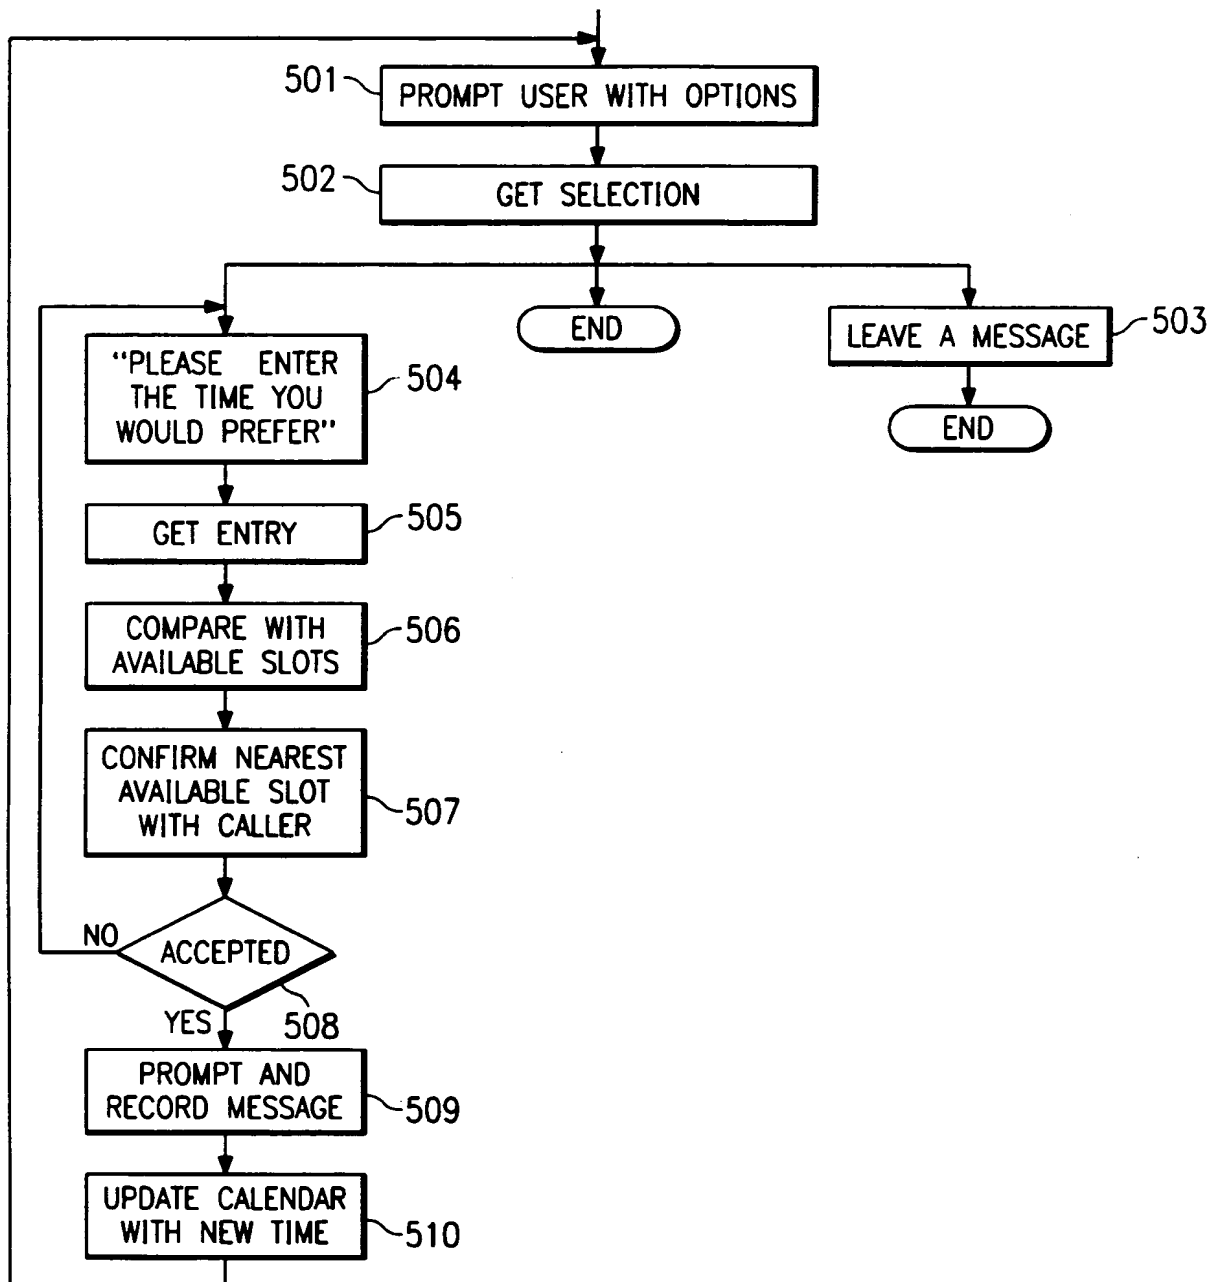 501
PROMPT USER WITH OPTIONS
502
GET SELECTION
END
LEAVE A MESSAGE
503
END
"PLEASE ENTER
THE TIME YOU
WOULD PREFER"
504
GET ENTRY
505
COMPARE WITH
AVAILABLE SLOTS
506
CONFIRM NEAREST
AVAILABLE SLOT
WITH CALLER
507
NO
ACCEPTED
508
YES
PROMPT AND
RECORD MESSAGE
509
UPDATE CALENDAR
WITH NEW TIME
510